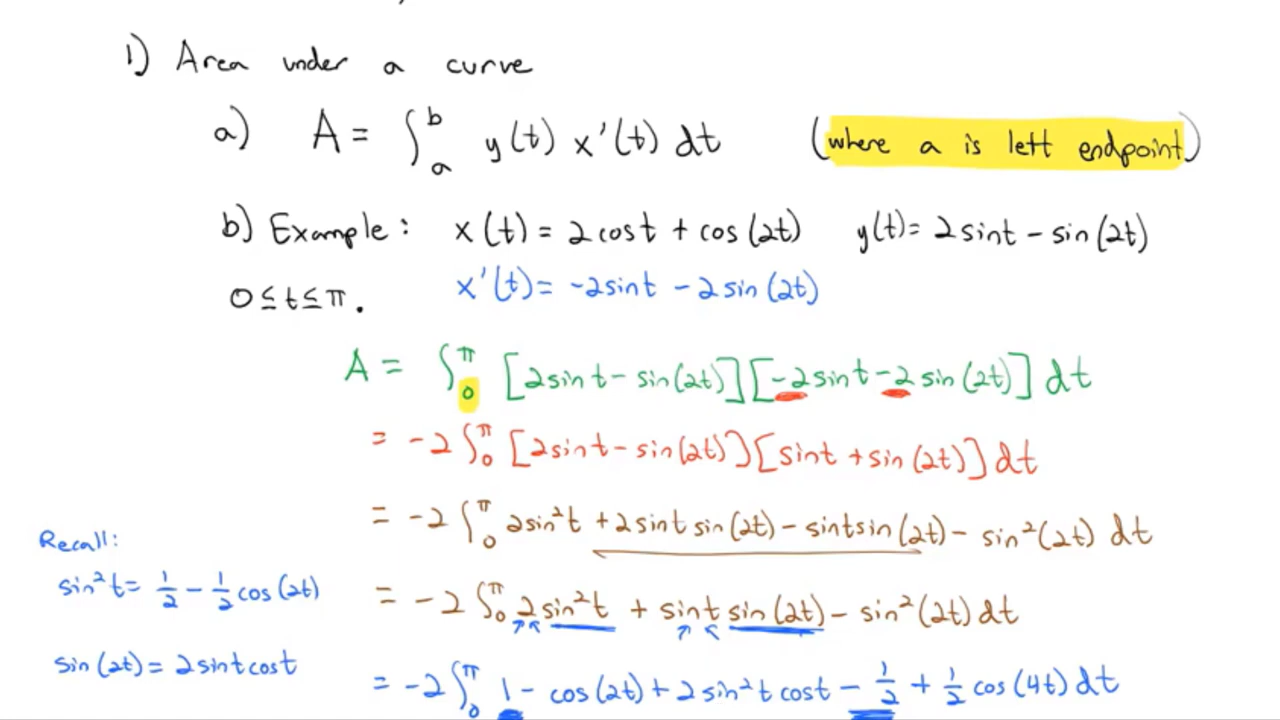 1) Area under a curve
a) A = ∫_a^b y(t) x'(t) dt (where a is left endpoint)
b) Example: x(t) = 2cost + cos(2t) y(t) = 2sint - sin(2t)
0 ≤ t ≤ π. x'(t) = -2sint - 2sin(2t)
A = ∫_0^π [2sint - sin(2t)][-2sint - 2sin(2t)] dt
= -2 ∫_0^π [2sint - sin(2t)][sint + sin(2t)] dt
= -2 ∫_0^π 2sin²t + 2sint sin(2t) - sintsin(2t) - sin²(2t) dt
Recall:
sin²t = 1/2 - 1/2 cos(2t)
= -2 ∫_0^π 2sin²t + sint sin(2t) - sin²(2t) dt
sin(2t) = 2sintcost
= -2 ∫_0^π 1 - cos(2t) + 2sin²t cost - 1/2 + 1/2 cos(4t) dt